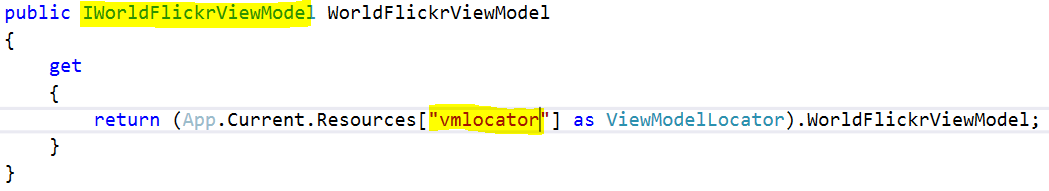 public IWorldFlickrViewModel WorldFlickrViewModel
{
    get
    {
        return (App.Current.Resources["vmlocator"] as ViewModelLocator).WorldFlickrViewModel;
    }
}